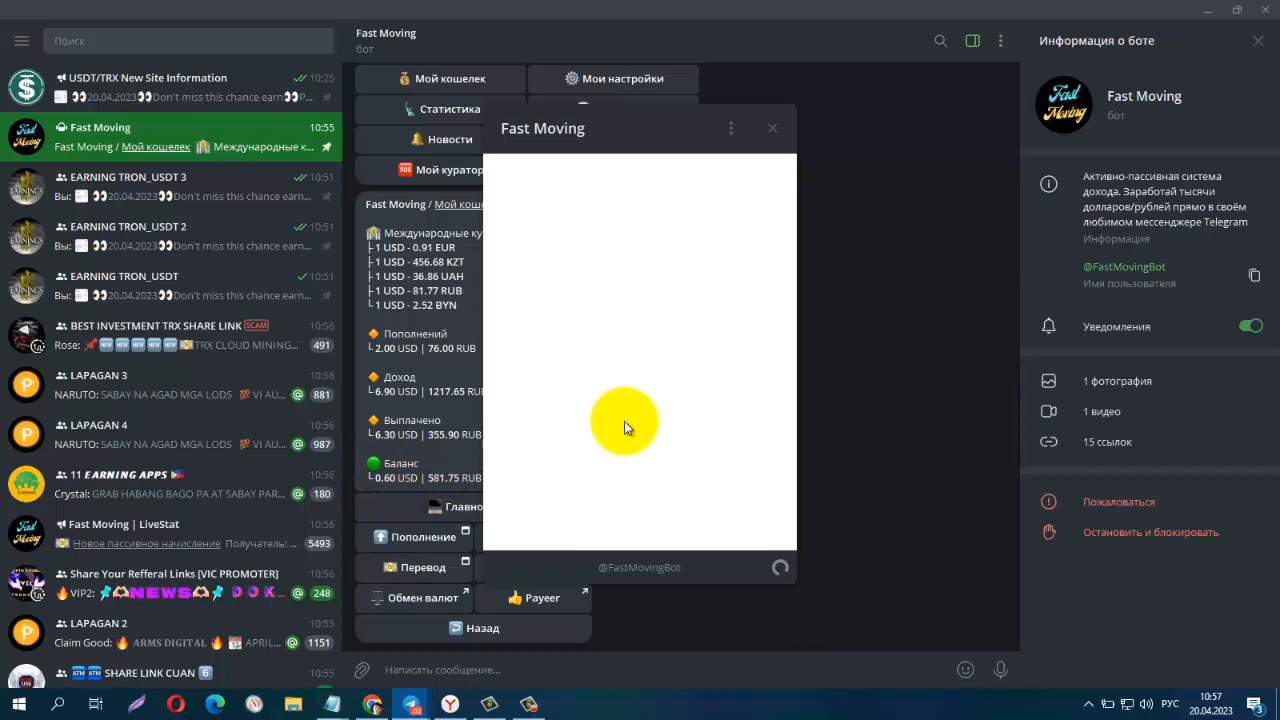 Поиск
USDT/TRX New Site Information
10:25
20.04.2023 Don't miss this chance earn P...
Fast Moving
10:55
Fast Moving / Мой кошелек Международные к...
EARNING TRON_USDT 3
10:51
Вы: 20.04.2023 Don't miss this chance earn...
EARNING TRON_USDT 2
10:51
Вы: 20.04.2023 Don't miss this chance earn...
EARNING TRON_USDT
10:51
Вы: 20.04.2023 Don't miss this chance earn...
BEST INVESTMENT TRX SHARE LINK SCAM
10:56
Rose: TRX CLOUD MINING...
491
LAPAGAN 3
10:56
NARUTO: SABAY NA AGAD MGA LODS VI AU...
@ 881
LAPAGAN 4
10:56
NARUTO: SABAY NA AGAD MGA LODS VI AU...
@ 987
11 EARNING APPS
10:56
Crystal: GRAB HABANG BAGO PA AT SABAY PAR...
@ 180
Fast Moving | LiveStat
10:56
Новое пассивное начисление Получатель: ...
5493
Share Your Refferal Links [VIC PROMOTER]
10:56
VIP2: NEWS D O K...
@ 248
LAPAGAN 2
10:56
Claim Good: ARMS DIGITAL APRIL...
@ 1151
SHARE LINK CUAN 6
10:55
Fast Moving
бот
Мой кошелек
Мои настройки
Статистика
Новости
Мой куратор
Fast Moving / Мой коше
Международные ку
1 USD - 0.91 EUR
1 USD - 456.68 KZT
1 USD - 36.86 UAH
1 USD - 81.77 RUB
1 USD - 2.52 BYN
Пополнений
2.00 USD | 76.00 RUB
Доход
6.90 USD | 1217.65 RUB
Выплачено
6.30 USD | 355.90 RUB
Баланс
0.60 USD | 581.75 RUB
Главно
Пополнение
Перевод
Обмен валют
Payeer
Назад
Написать сообщение...
Fast Moving
@FastMovingBot
Информация о боте
Fast Moving
бот
Активно-пассивная система
дохода. Заработай тысячи
долларов/рублей прямо в своём
любимом мессенджере Telegram
Информация
@FastMovingBot
Имя пользователя
Уведомления
1 фотография
1 видео
15 ссылок
Пожаловаться
Остановить и блокировать
РУС
10:57
20.04.2023
3